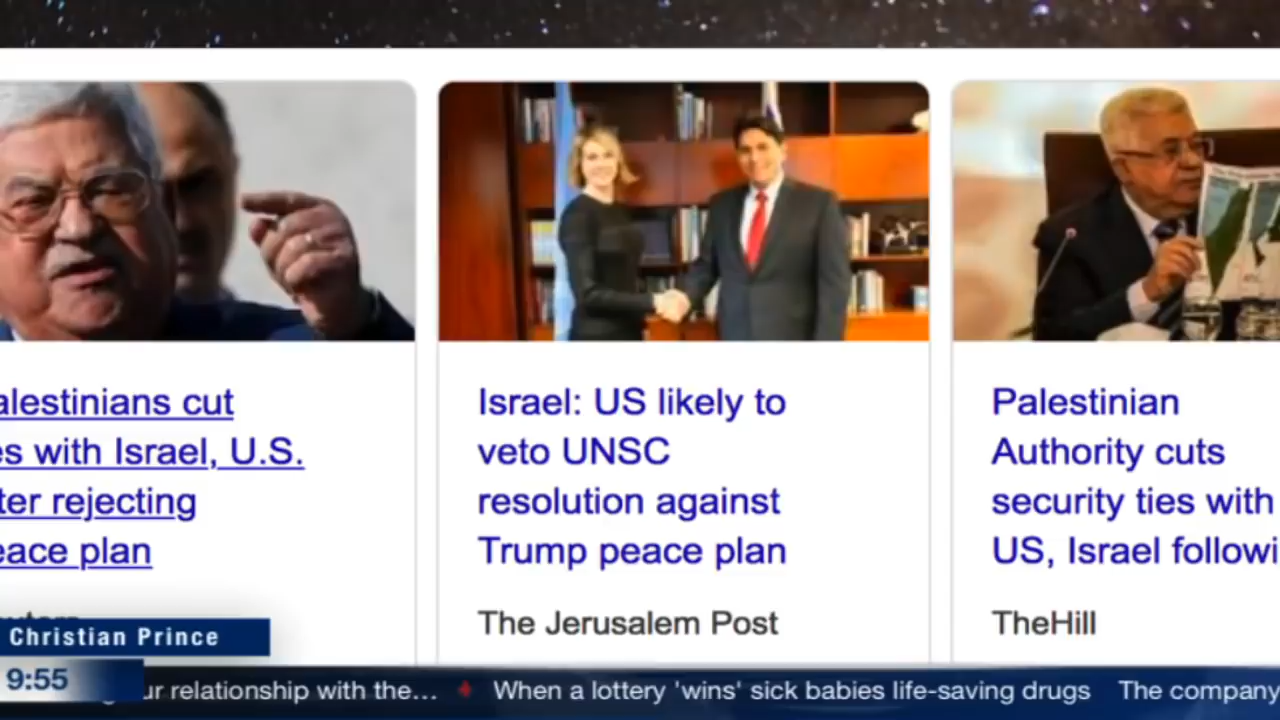 alestinians cut
es with Israel, U.S.
ter rejecting
eace plan
Israel: US likely to
veto UNSC
resolution against
Trump peace plan
The Jerusalem Post
Palestinian
Authority cuts
security ties with
US, Israel followi
TheHill
Christian Prince
9:55
ur relationship with the... When a lottery 'wins' sick babies life-saving drugs The company